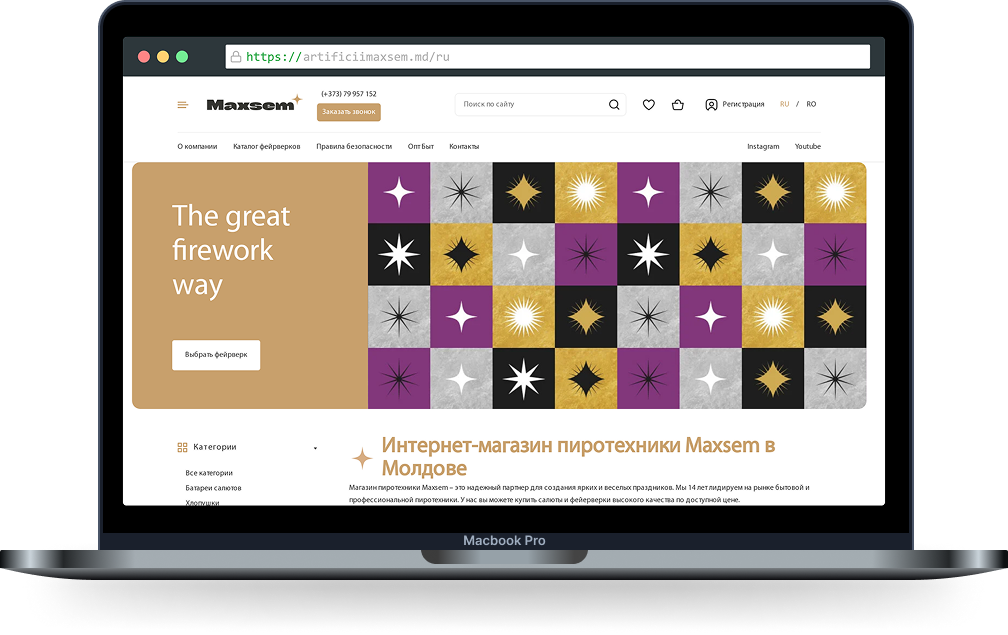 https://artificiimaxsem.md/ru
Maxsem
(+373) 79 957 152
Заказать звонок
Поиск по сайту
Регистрация
RU / RO
О компании
Каталог фейрверков
Правила безопасности
Опт Быт
Контакты
Instagram
Youtube
The great
firework
way
Выбрать фейрверк
Категории
Все категории
Батареи салютов
Хлопушки
Интернет-магазин пиротехники Maxsem в
Молдове
Магазин пиротехники Maxsem – это надежный партнер для создания ярких и веселых праздников. Мы 14 лет лидируем на рынке бытовой и
профессиональной пиротехники. У нас вы можете купить салюты и фейерверки высокого качества по доступной цене.
Macbook Pro